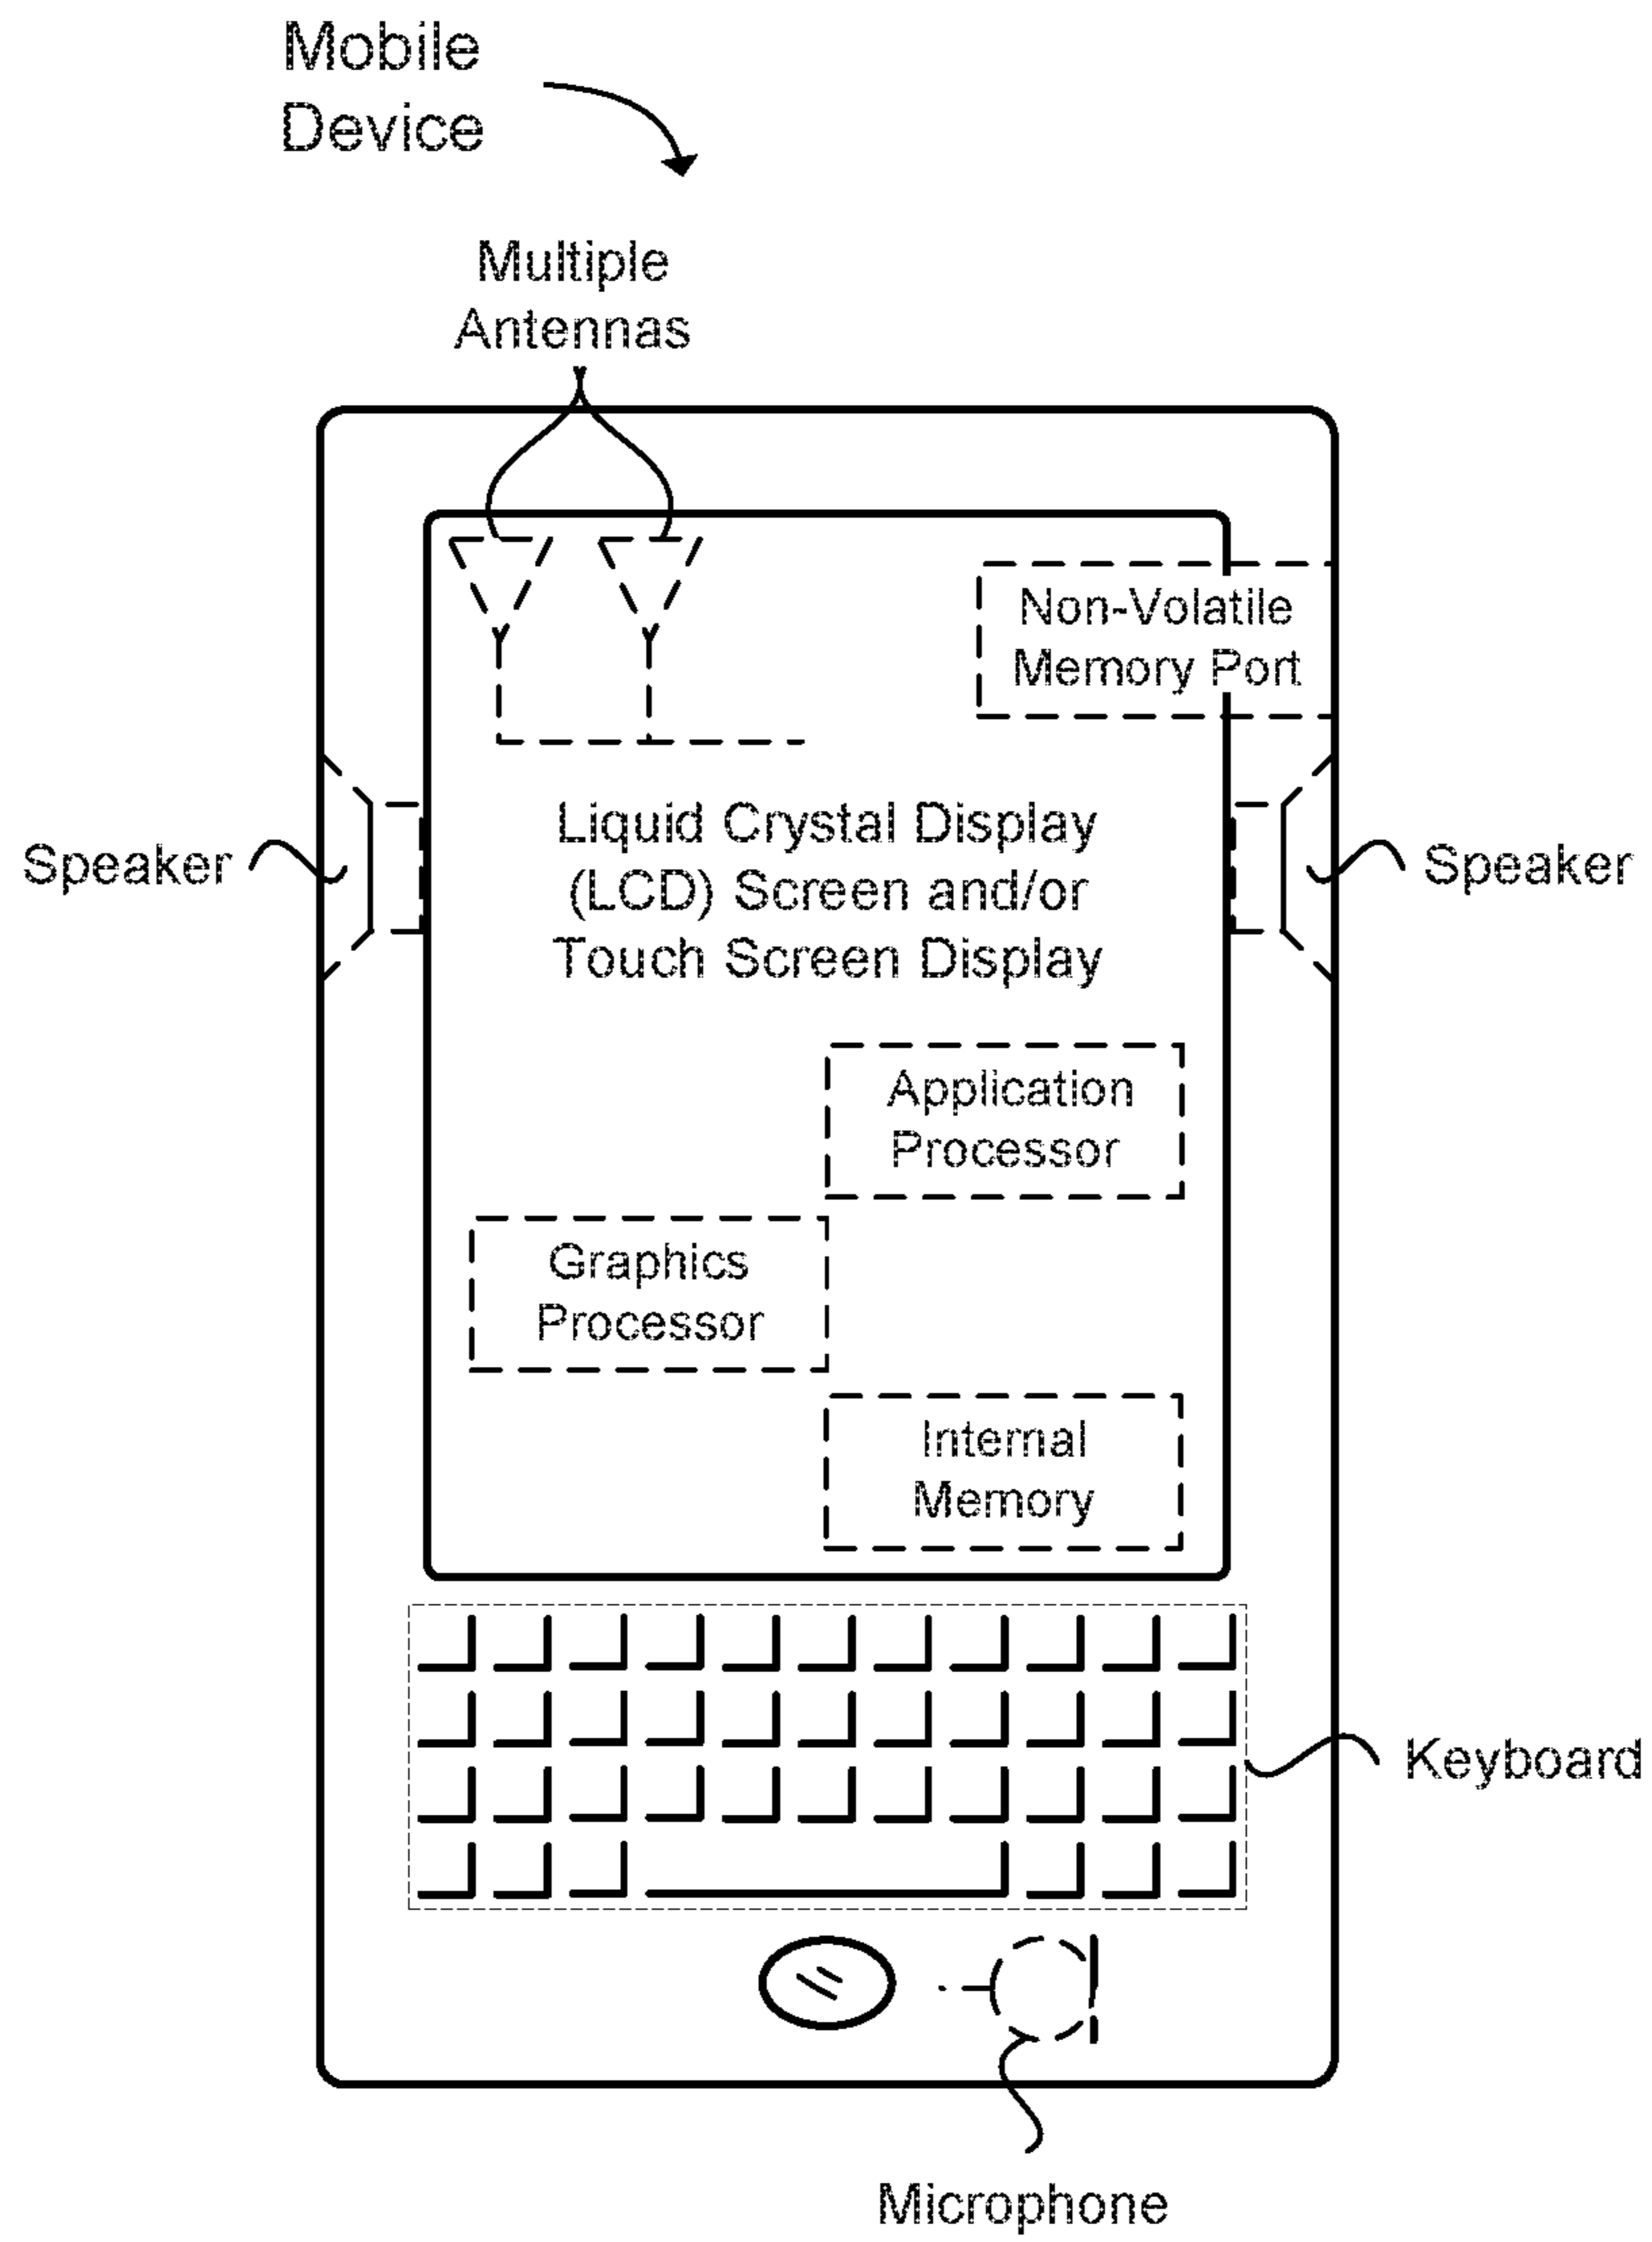 Mobile
Device
Multiple
Antennas
Non-Volatile
Memory Port
Speaker
Liquid Crystal Display
(LCD) Screen and/or
Touch Screen Display
Speaker
Application
Processor
Graphics
Processor
Internal
Memory
Keyboard
Microphone